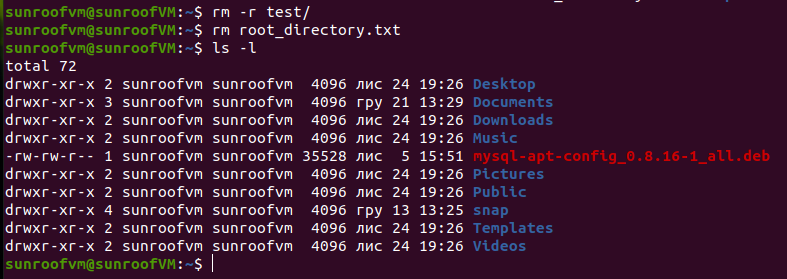 sunroofvm@sunroofVM:~$ rm -r test/
sunroofvm@sunroofVM:~$ rm root_directory.txt
sunroofvm@sunroofVM:~$ ls -l
total 72
drwxr-xr-x 2 sunroofvm sunroofvm  4096 лис 24 19:26 Desktop
drwxr-xr-x 3 sunroofvm sunroofvm  4096 гру 21 13:29 Documents
drwxr-xr-x 2 sunroofvm sunroofvm  4096 лис 24 19:26 Downloads
drwxr-xr-x 2 sunroofvm sunroofvm  4096 лис 24 19:26 Music
-rw-rw-r-- 1 sunroofvm sunroofvm 35528 лис  5 15:51 mysql-apt-config_0.8.16-1_all.deb
drwxr-xr-x 2 sunroofvm sunroofvm  4096 лис 24 19:26 Pictures
drwxr-xr-x 2 sunroofvm sunroofvm  4096 лис 24 19:26 Public
drwxr-xr-x 4 sunroofvm sunroofvm  4096 гру 13 13:25 snap
drwxr-xr-x 2 sunroofvm sunroofvm  4096 лис 24 19:26 Templates
drwxr-xr-x 2 sunroofvm sunroofvm  4096 лис 24 19:26 Videos
sunroofvm@sunroofVM:~$